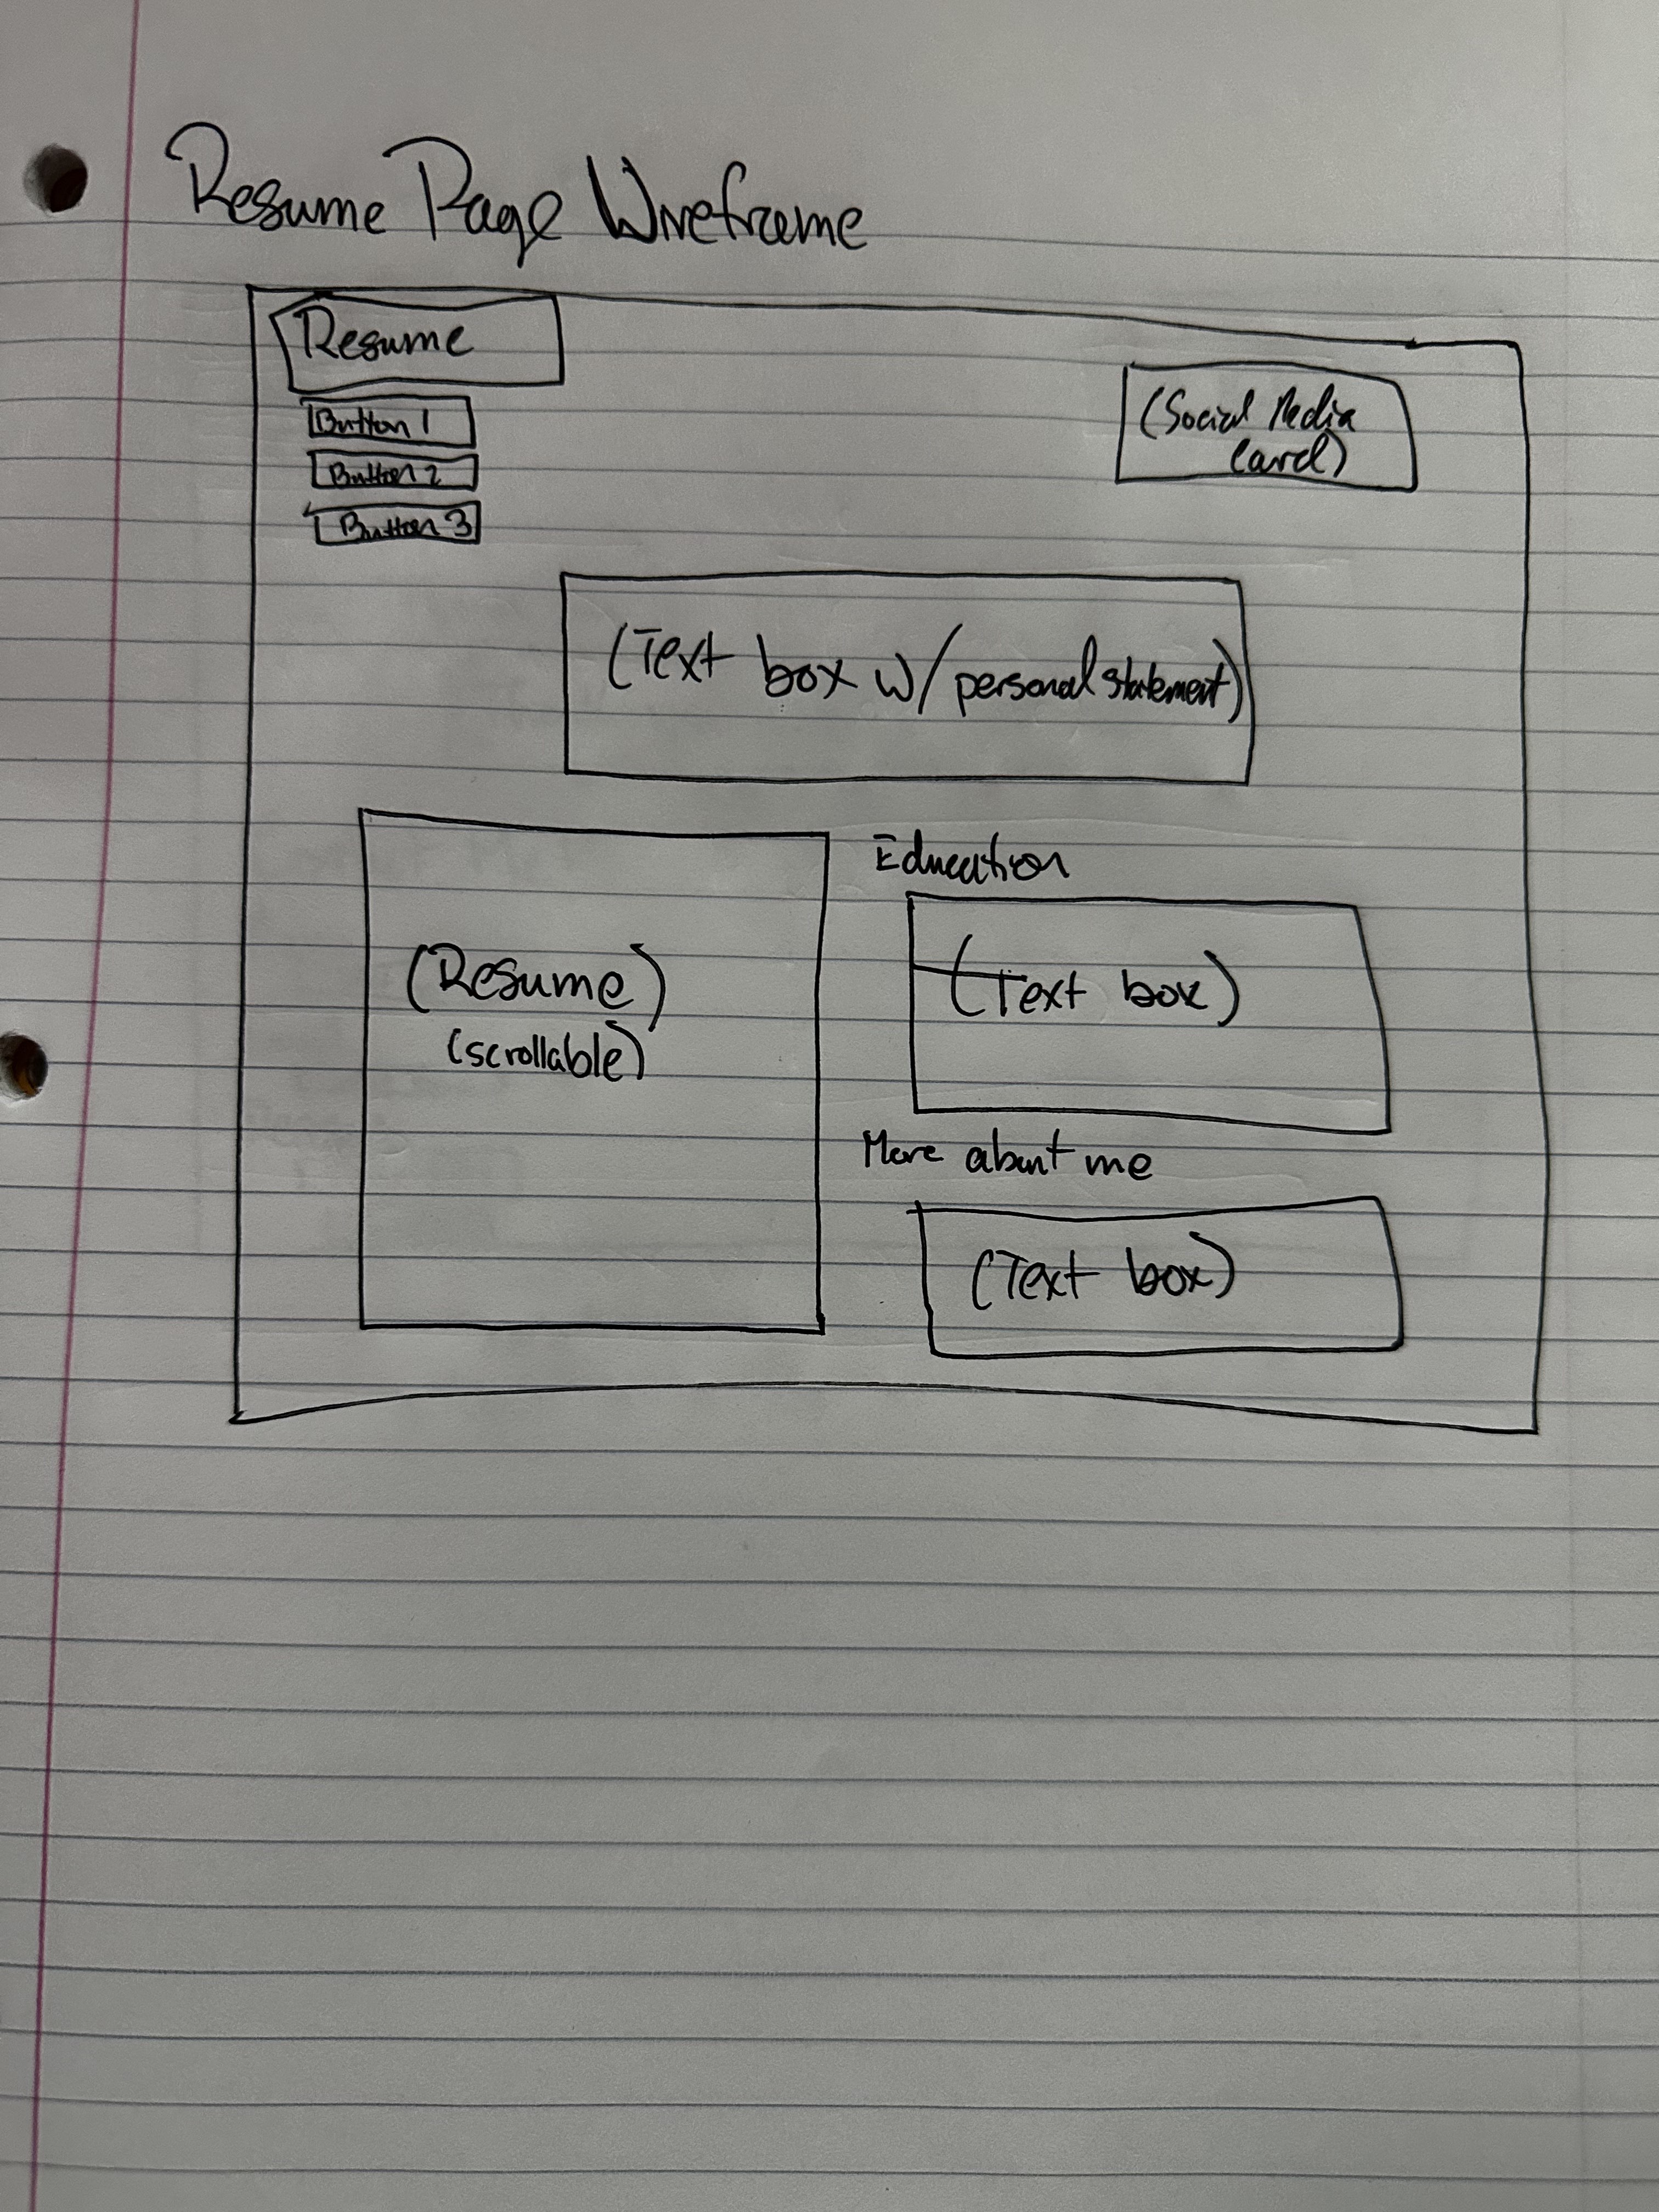 Resume Page Wireframe
Resume
Button 1
Button 2
Button 3
(Social Media
Card)
(Text box w/ personal statement)
(Resume)
(scrollable)
Education
(Text box)
More about me
(Text box)